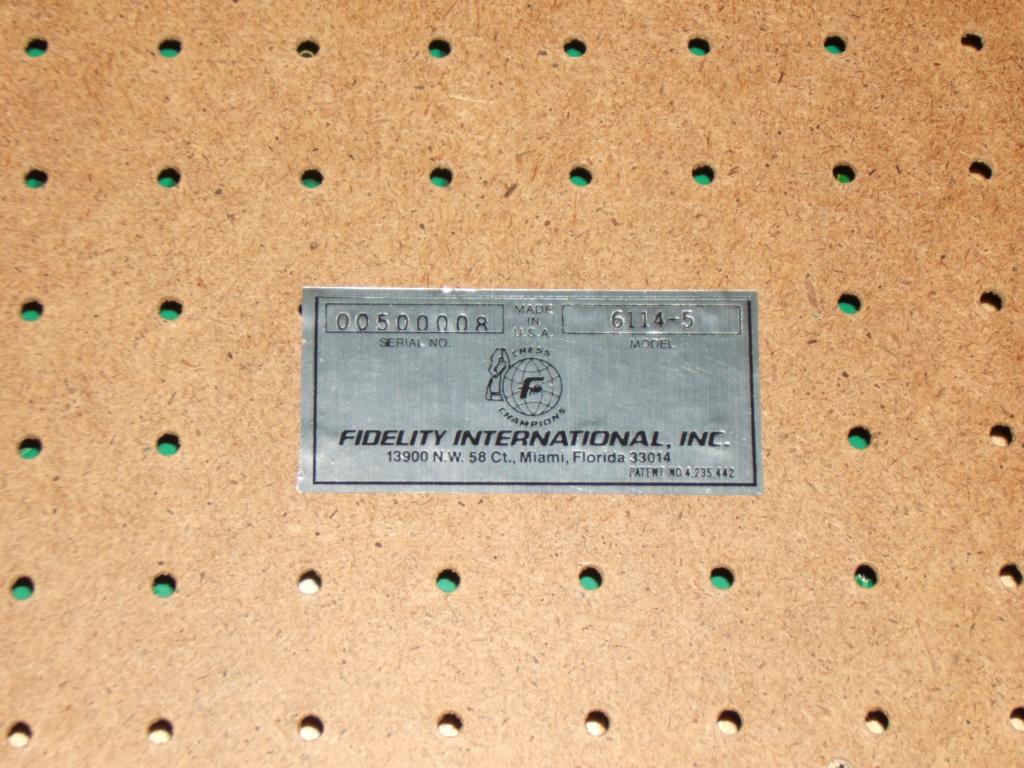 00500008 MADE 6114-5
IN
SERIAL NO. U.S.A. MODEL
CHESS
F
CHAMPIONS
FIDELITY INTERNATIONAL, INC.
13900 N.W. 58 Ct., Miami, Florida 33014
PATENT NO.4,235,442